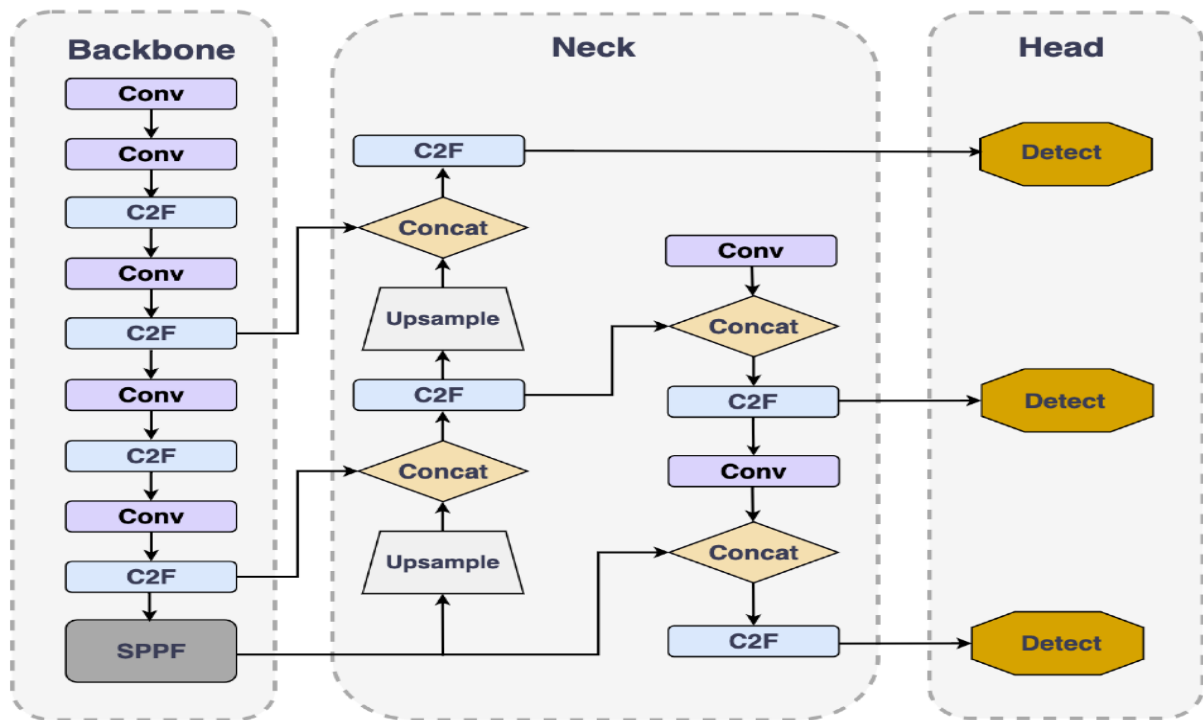 Backbone
Conv
Conv
C2F
Conv
C2F
Conv
C2F
Conv
C2F
SPPF
Neck
C2F
Concat
Upsample
C2F
Concat
Upsample
Conv
Concat
C2F
Conv
Concat
C2F
Head
Detect
Detect
Detect